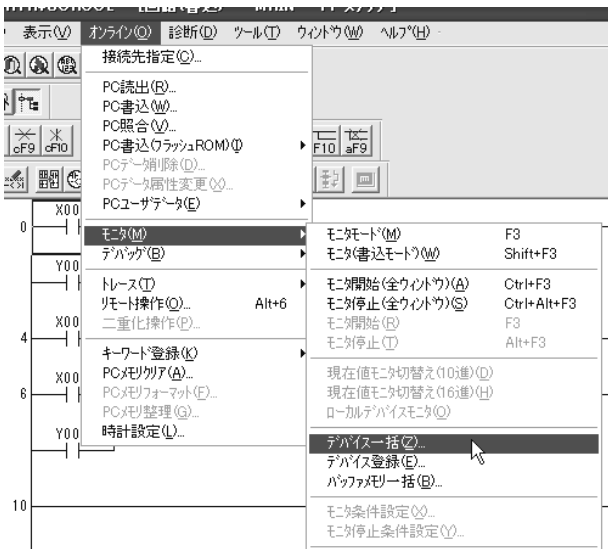 表示(V) オンライン(O) 診断(D) ツール(T) ウィンドウ(W) ヘルプ(H)
接続先指定(C)...
PC読出(R)...
PC書込(W)...
PC照合(V)...
PC書込(フラッシュROM)(I)
PCデータ削除(D)...
PCデータ属性変更(X)...
PCユーザデータ(E)
モニタ(M)
デバッグ(B)
トレース(T)
リモート操作(O)... Alt+6
二重化操作(P)...
キーワード登録(K)
PCメモリクリア(A)...
PCメモリフォーマット(F)...
PCメモリ整理(G)...
時計設定(L)...
cF9 cF10
F10 aF9
0 X00
Y00
4 X00
6 X00
Y00
10
モニタモード(M) F3
モニタ(書込モード)(W) Shift+F3
モニタ開始(全ウィンドウ)(A) Ctrl+F3
モニタ停止(全ウィンドウ)(S) Ctrl+Alt+F3
モニタ開始(R) F3
モニタ停止(T) Alt+F3
現在値モニタ切替え(10進)(D)
現在値モニタ切替え(16進)(H)
ローカルデバイスモニタ(O)
デバイス一括(Z)...
デバイス登録(E)...
バッファメモリ一括(B)...
モニタ条件設定(X)...
モニタ停止条件設定(Y)...